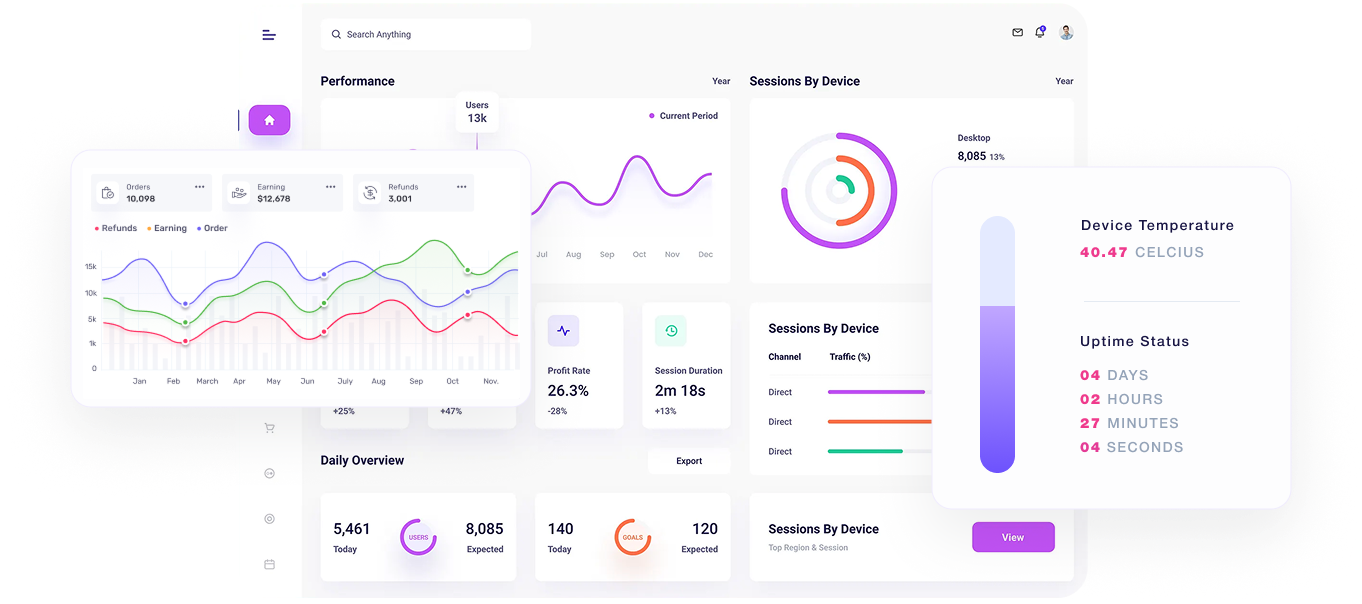 Search Anything
Performance
Year
Users
13k
Current Period
Jul Aug Sep Oct Nov Dec
Sessions By Device
Year
Desktop
8,085 13%
Orders
10,098
Earning
$12,678
Refunds
3,001
Refunds Earning Order
15k
10k
5k
1k
0
Jan Feb March Apr May Jun July Aug Sep Oct Nov.
+25%
+47%
Profit Rate
26.3%
-28%
Session Duration
2m 18s
+13%
Sessions By Device
Channel Traffic (%)
Direct
Direct
Direct
Device Temperature
40.47 CELCIUS
Uptime Status
04 DAYS
02 HOURS
27 MINUTES
04 SECONDS
Daily Overview
Export
5,461
Today
USERS
8,085
Expected
140
Today
GOALS
120
Expected
Sessions By Device
Top Region & Session
View